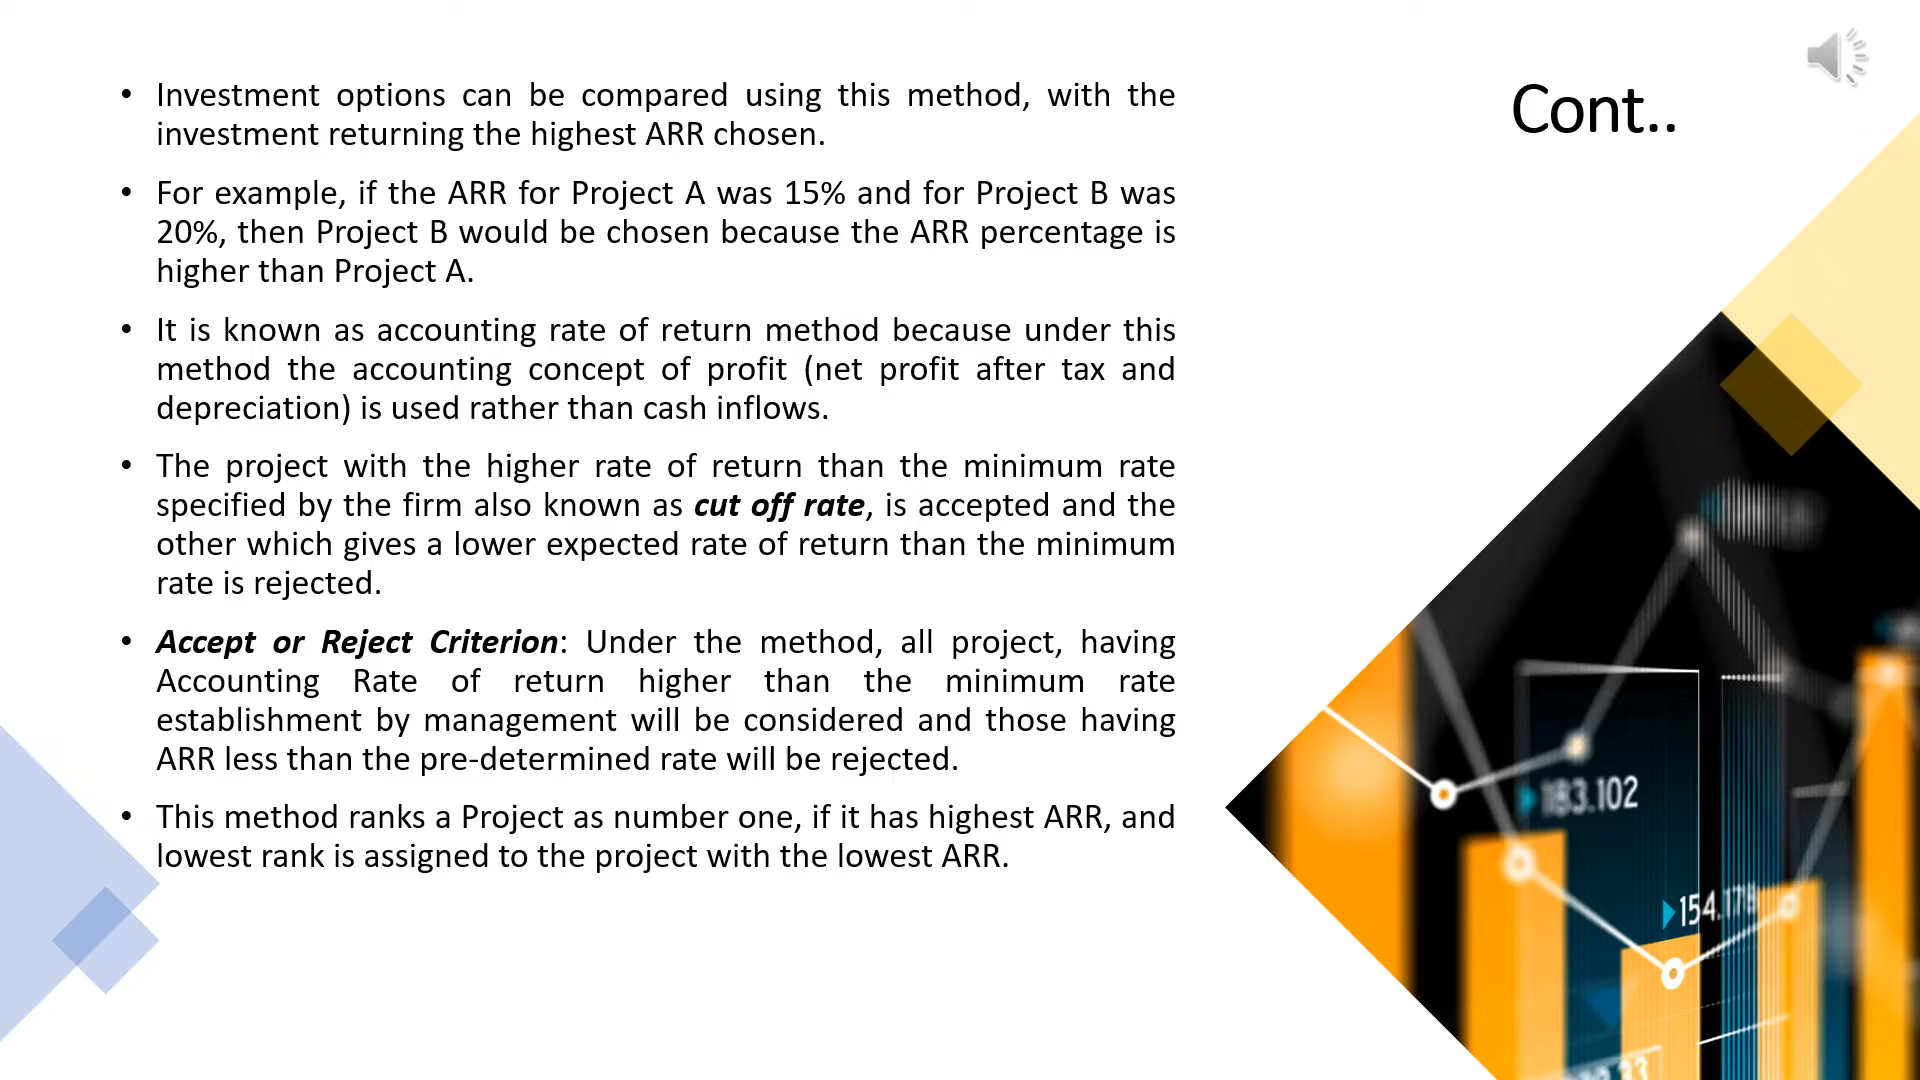 Cont..
• Investment options can be compared using this method, with the
investment returning the highest ARR chosen.
• For example, if the ARR for Project A was 15% and for Project B was
20%, then Project B would be chosen because the ARR percentage is
higher than Project A.
• It is known as accounting rate of return method because under this
method the accounting concept of profit (net profit after tax and
depreciation) is used rather than cash inflows.
• The project with the higher rate of return than the minimum rate
specified by the firm also known as cut off rate, is accepted and the
other which gives a lower expected rate of return than the minimum
rate is rejected.
• Accept or Reject Criterion: Under the method, all project, having
Accounting Rate of return higher than the minimum rate
establishment by management will be considered and those having
ARR less than the pre-determined rate will be rejected.
• This method ranks a Project as number one, if it has highest ARR, and
lowest rank is assigned to the project with the lowest ARR.
183.102
154.178